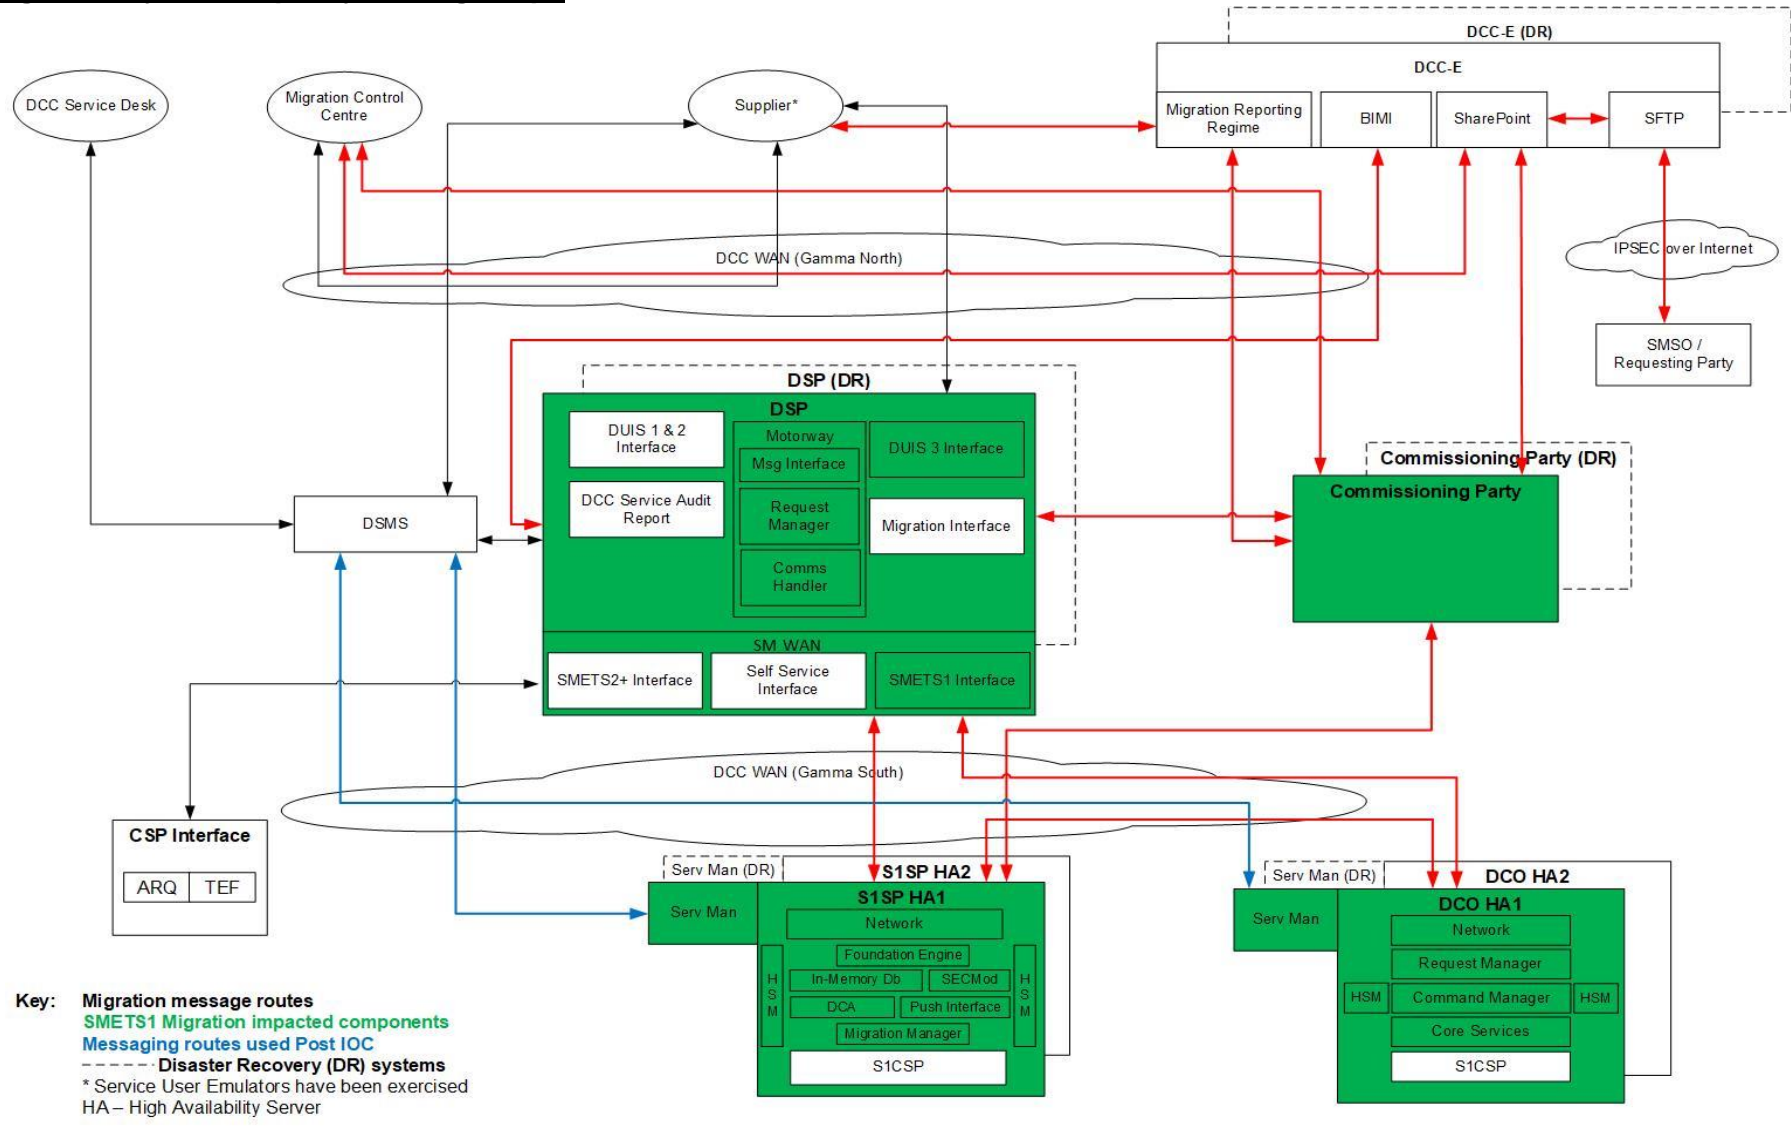 DCC-E (DR)
DCC-E
DCC Service Desk
Migration Control
Centre
Supplier*
Migration Reporting
Regime
BIMI
SharePoint
SFTP
DCC WAN (Gamma North)
IPSEC over Internet
SMSO /
Requesting Party
DSP (DR)
DSP
DUIS 1 & 2
Interface
Motorway
Msg Interface
DUIS 3 Interface
DCC Service Audit
Report
Request
Manager
Migration Interface
Comms
Handler
Commissioning Party (DR)
Commissioning Party
DSMS
SM WAN
SMETS2+ Interface
Self Service
Interface
SMETS1 Interface
DCC WAN (Gamma South)
CSP Interface
ARQ
TEF
Serv Man (DR)
S1SP HA2
S1SP HA1
Serv Man
Network
Foundation Engine
HSM
In-Memory Db
SECMod
HSM
DCA
Push Interface
Migration Manager
S1CSP
Serv Man (DR)
DCO HA2
DCO HA1
Serv Man
Network
Request Manager
HSM
Command Manager
HSM
Core Services
S1CSP
Key:
Migration message routes
SMETS1 Migration impacted components
Messaging routes used Post IOC
Disaster Recovery (DR) systems
* Service User Emulators have been exercised
HA – High Availability Server